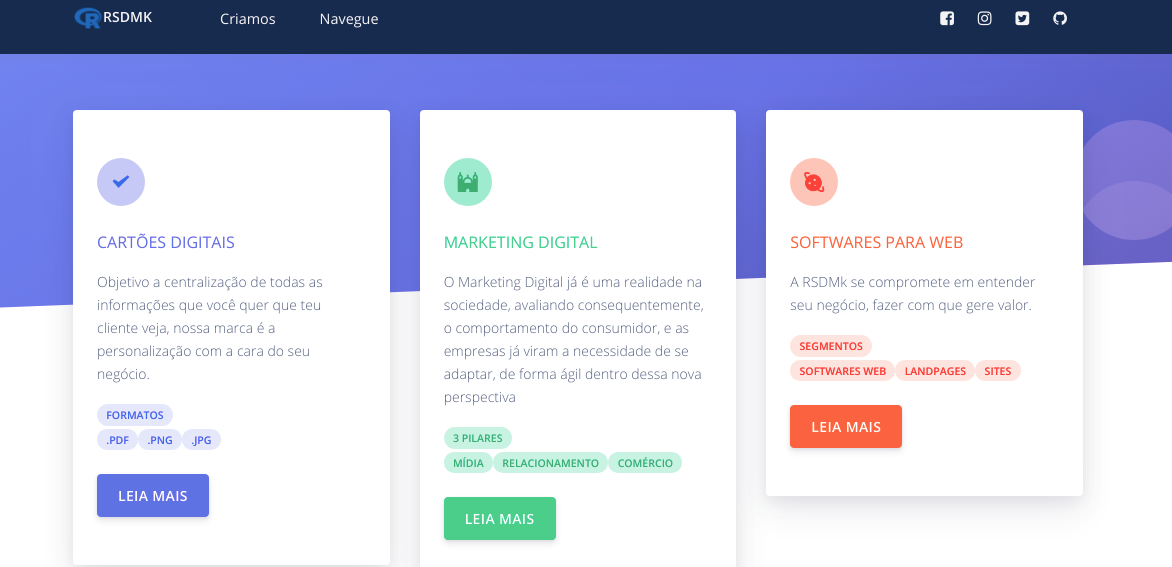 RSDMK
Criamos
Navegue
CARTÕES DIGITAIS
Objetivo a centralização de todas as
informações que você quer que teu
cliente veja, nossa marca é a
personalização com a cara do seu
negócio.
FORMATOS
.PDF .PNG .JPG
LEIA MAIS
MARKETING DIGITAL
O Marketing Digital já é uma realidade na
sociedade, avaliando consequentemente,
o comportamento do consumidor, e as
empresas já viram a necessidade de se
adaptar, de forma ágil dentro dessa nova
perspectiva
3 PILARES
MÍDIA RELACIONAMENTO COMÉRCIO
LEIA MAIS
SOFTWARES PARA WEB
A RSDMk se compromete em entender
seu negócio, fazer com que gere valor.
SEGMENTOS
SOFTWARES WEB LANDPAGES SITES
LEIA MAIS